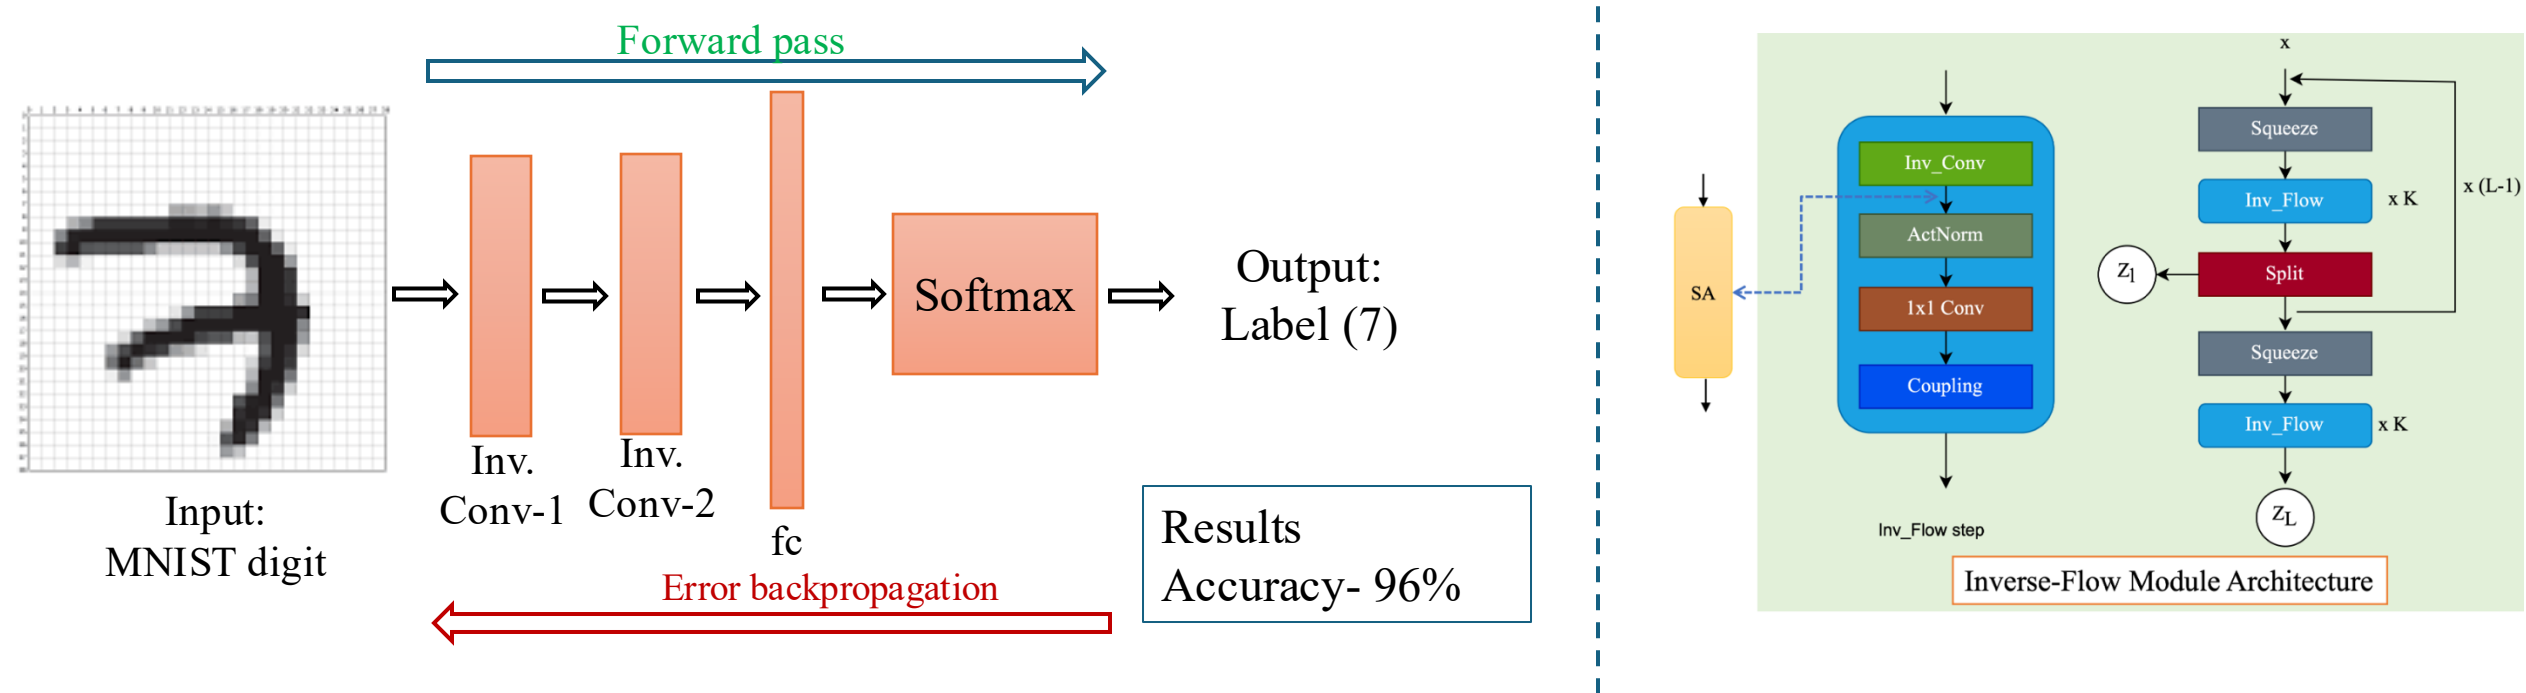 Forward pass
Input:
MNIST digit
Inv.
Conv-1
Inv.
Conv-2
fc
Softmax
Output:
Label (7)
Error backpropagation
Results
Accuracy- 96%
SA
Inv_Conv
ActNorm
1x1 Conv
Coupling
Inv_Flow step
x
Squeeze
Inv_Flow
x K
x (L-1)
Split
Zl
Squeeze
Inv_Flow
x K
ZL
Inverse-Flow Module Architecture